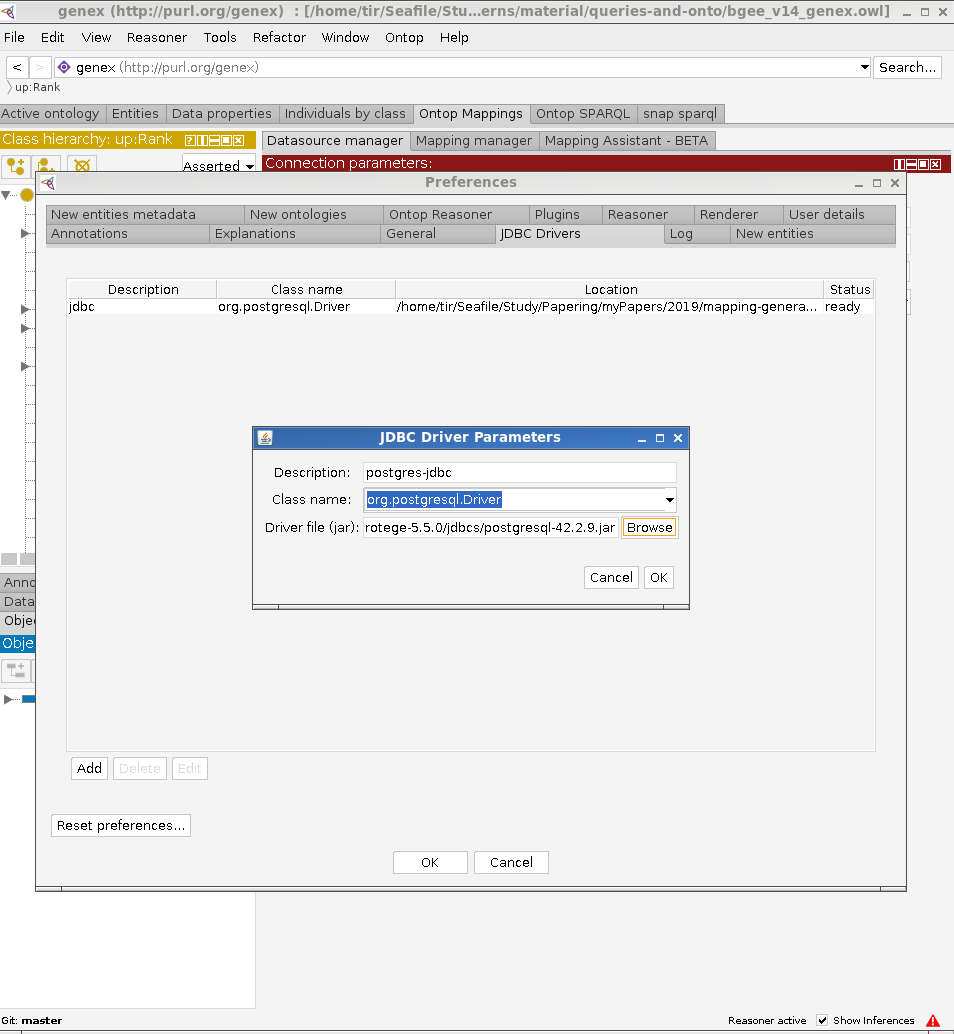 genex (http://purl.org/genex) : [/home/tir/Seafile/Stu...erns/material/queries-and-onto/bgee_v14_genex.owl]
File Edit View Reasoner Tools Refactor Window Ontop Help
< > genex (http://purl.org/genex) Search...
up:Rank
Active ontology Entities Data properties Individuals by class Ontop Mappings Ontop SPARQL snap sparql
Class hierarchy: up:Rank Datasource manager Mapping manager Mapping Assistant - BETA
Asserted Connection parameters:
Preferences
New entities metadata New ontologies Ontop Reasoner Plugins Reasoner Renderer User details
Annotations Explanations General JDBC Drivers Log New entities
Description Class name Location Status
jdbc org.postgresql.Driver /home/tir/Seafile/Study/Papering/myPapers/2019/mapping-genera... ready
JDBC Driver Parameters
Description: postgres-jdbc
Class name: org.postgresql.Driver
Driver file (jar): rotege-5.5.0/jdbcs/postgresql-42.2.9.jar Browse
Cancel OK
Anno
Data
Obje
Obje
Add Delete Edit
Reset preferences...
OK Cancel
Git: master Reasoner active Show Inferences